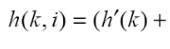 h(k, i) = (h′(k) +